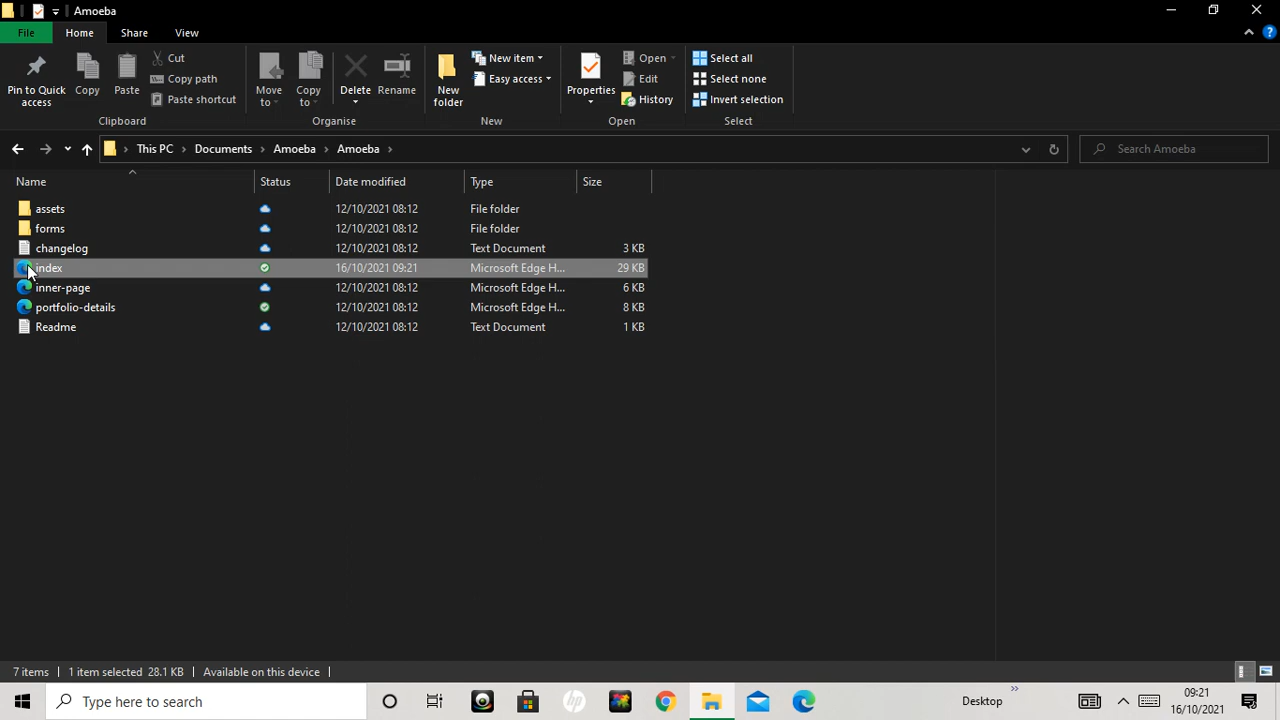 Amoeba
File Home Share View
Pin to Quick access
Copy
Paste
Cut
Copy path
Paste shortcut
Clipboard
Move to
Copy to
Delete
Rename
Organise
New folder
New item
Easy access
New
Properties
Open
Edit
History
Open
Select all
Select none
Invert selection
Select
This PC Documents Amoeba Amoeba
Search Amoeba
Name Status Date modified Type Size
assets 12/10/2021 08:12 File folder
forms 12/10/2021 08:12 File folder
changelog 12/10/2021 08:12 Text Document 3 KB
index 16/10/2021 09:21 Microsoft Edge H... 29 KB
inner-page 12/10/2021 08:12 Microsoft Edge H... 6 KB
portfolio-details 12/10/2021 08:12 Microsoft Edge H... 8 KB
Readme 12/10/2021 08:12 Text Document 1 KB
7 items 1 item selected 28.1 KB Available on this device
Type here to search
hp
Desktop
09:21
16/10/2021